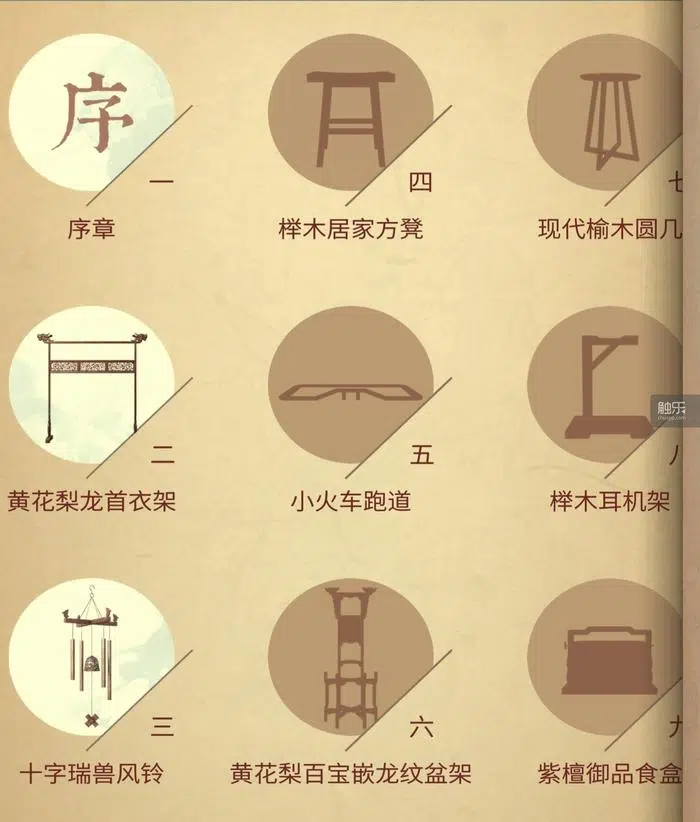 序
一
序章
四
榉木居家方凳
七
现代榆木圆几
二
黄花梨龙首衣架
五
小火车跑道
八
榉木耳机架
触乐
chuapp.com
三
十字瑞兽风铃
六
黄花梨百宝嵌龙纹盆架
九
紫檀御品食盒